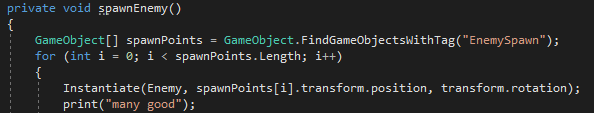 private void spawnEnemy()
{
GameObject[] spawnPoints = GameObject.FindGameObjectsWithTag("EnemySpawn");
for (int i = 0; i < spawnPoints.Length; i++)
{
Instantiate(Enemy, spawnPoints[i].transform.position, transform.rotation);
print("many good");